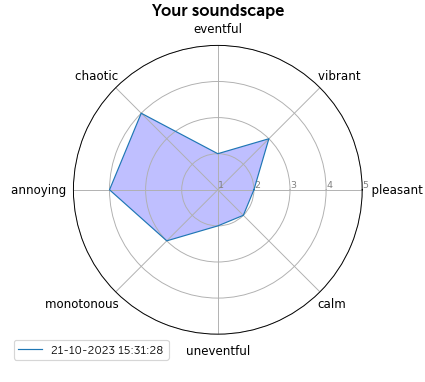 Your soundscape
eventful
chaotic
vibrant
annoying
1 2 3 4 5
pleasant
monotonous
calm
uneventful
21-10-2023 15:31:28